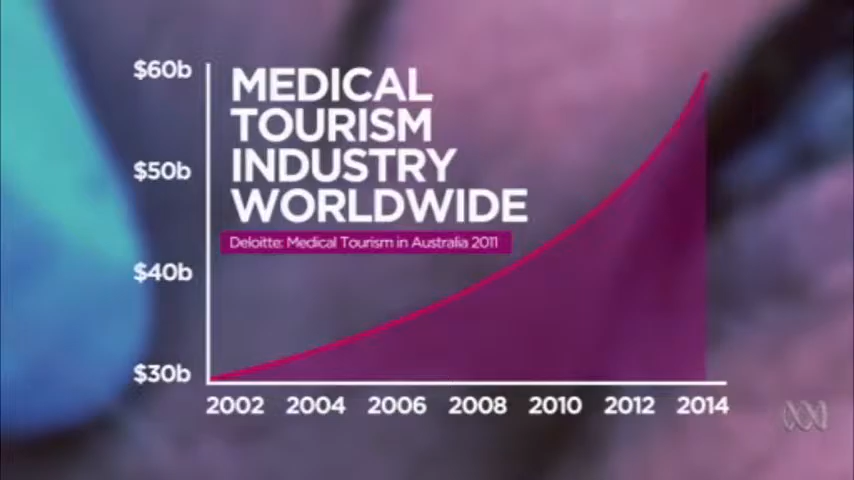 $60b
MEDICAL
TOURISM
INDUSTRY
WORLDWIDE
Deloitte: Medical Tourism in Australia 2011
$50b
$40b
$30b
2002 2004 2006 2008 2010 2012 2014